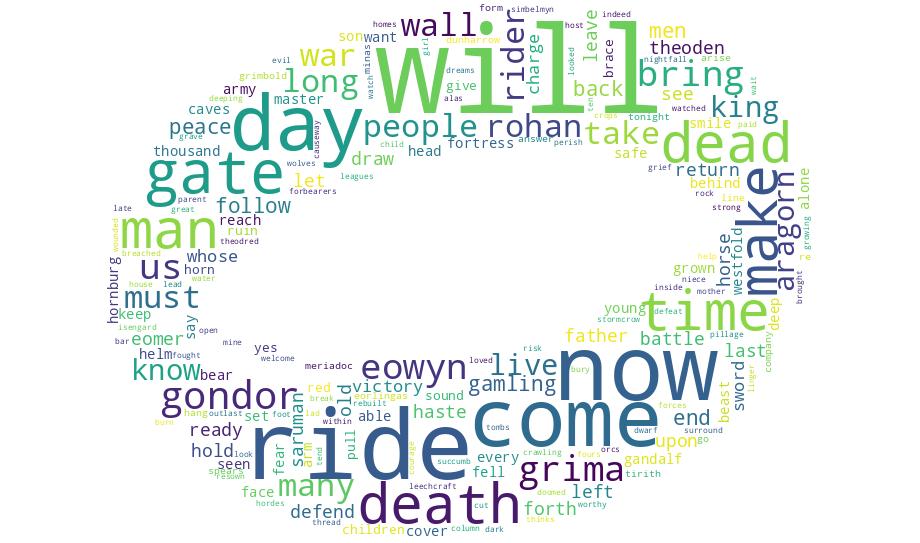 will
form simbelmyn
homes
wall
host indeed
rider
men
son want
dunharrow
girl
looked
leave
brace
theoden
war
minas
charge
arise
evil
nightfall
grimbold
long
watch
dreams
give
back
bring
army
see
wait
caves
deeping
master
day
alas
ten
crops
watched
king
peace
grave
people
rohan
take
tonight
smile paid
causeway
child
fortress
answer
perish
dead
thousand
draw
head
safe
gate
wolves
leagues
grief
return
parent
let
forbearers
behind
rock
line
make
alone
great
follow
strong
late
man
reach
ruin
theodred
aragorn
growing
wounded
breached
horse
westfold
help
re
us
whose
house
horn
water
grown
niece
mother
inside
brought
hornburg
must
lead
keep
say
young
time
deep
stormcrow
defeat
pillage
isengard
eomer
open
father
battle
company
bar
mine
yes
helm
fought
welcome
risk
last
know
bear
meriadoc
eowyn
loved
live
now
bury
linger
gondor
red
victory
gamling
beast
sword
break
old
eorlingas
rebuilt
sound
hang
outlast
set
foot
lad
able
haste
come
tombs
dwarf
forces
surround
end
burn
ready
saruman
within
ride
pull
courage
upon
go
hold
look
fear
arm
tend
every
crawling
fours
orcs
seen
spears
resown
succumb
fell
grima
gandalf
tirith
face
many
leechcraft
doomed
left
hordes
death
cut
forth
worthy
defend
thread
children
cover
column
dark
thinks